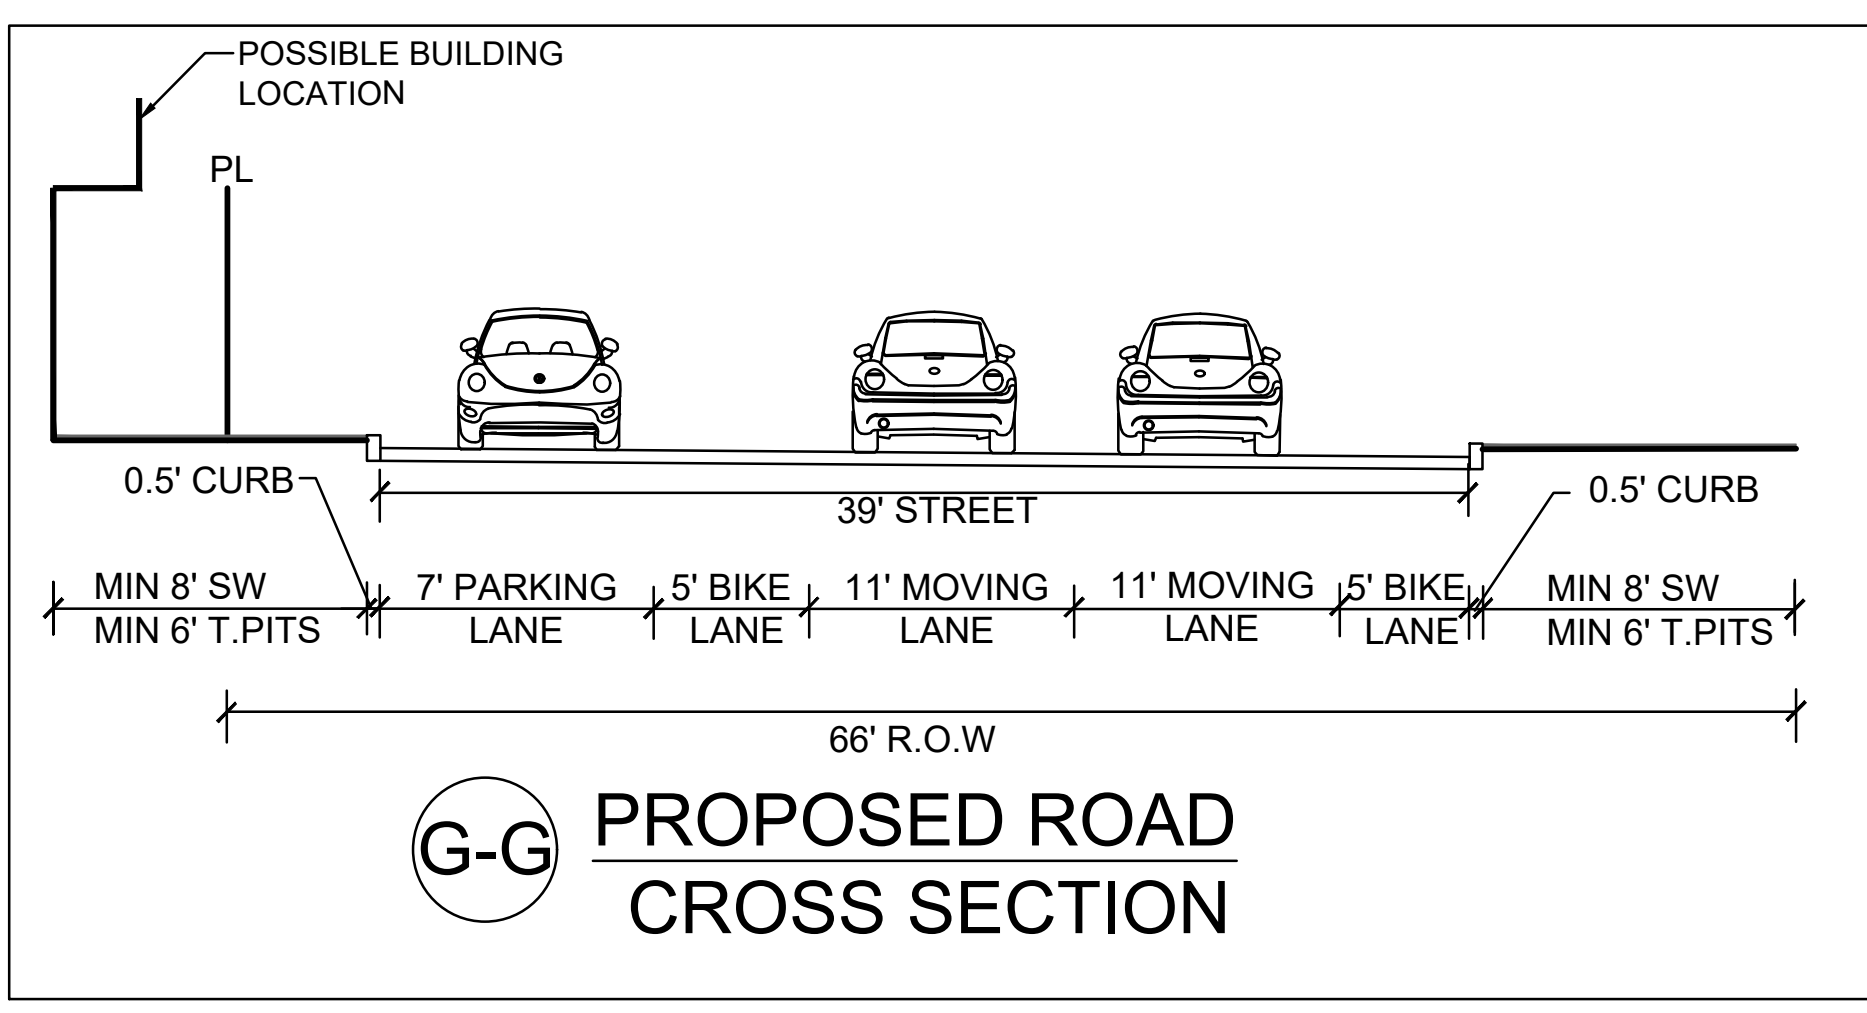 POSSIBLE BUILDING
LOCATION
PL
0.5' CURB
39' STREET
0.5' CURB
MIN 8' SW
MIN 6' T.PITS
7' PARKING
LANE
5' BIKE
LANE
11' MOVING
LANE
11' MOVING
LANE
5' BIKE
LANE
MIN 8' SW
MIN 6' T.PITS
66' R.O.W
G-G
PROPOSED ROAD
CROSS SECTION